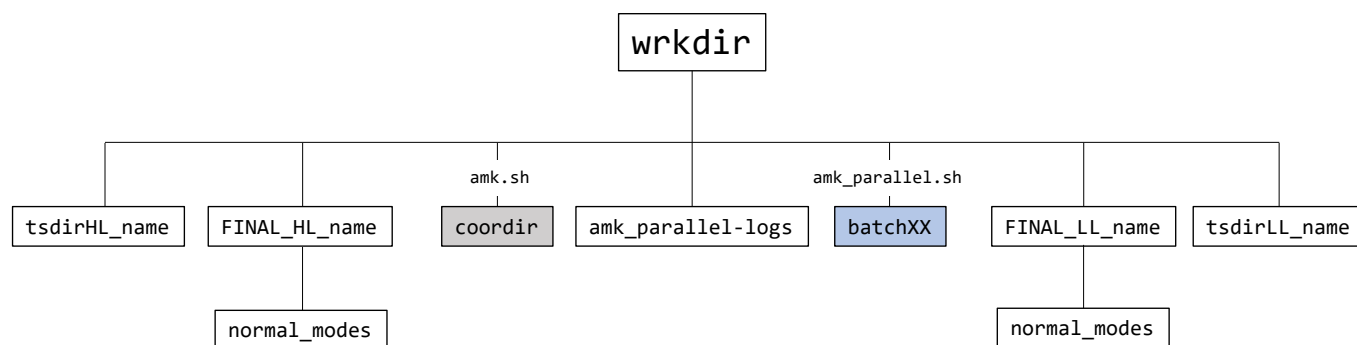 wrkdir
amk.sh
amk_parallel.sh
tsdirHL_name
FINAL_HL_name
coordir
amk_parallel-logs
batchXX
FINAL_LL_name
tsdirLL_name
normal_modes
normal_modes